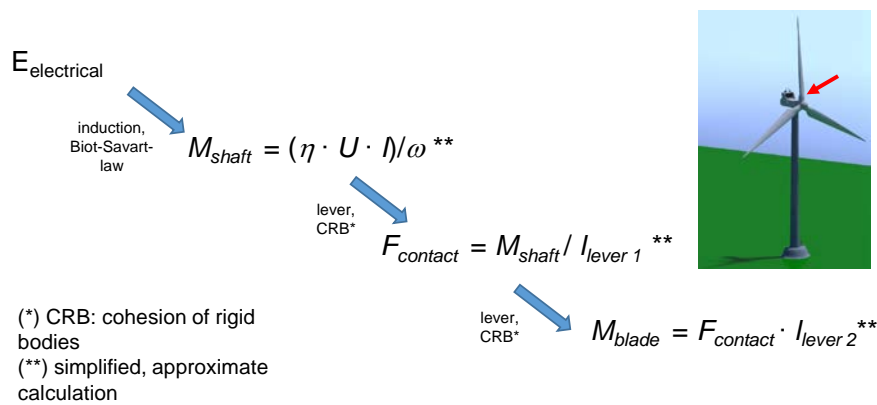 E_electrical
induction,
Biot-Savart-
law
M_shaft = (η · U · I)/ω **
lever,
CRB*
F_contact = M_shaft / l_lever 1 **
lever,
CRB*
M_blade = F_contact · l_lever 2 **
(*) CRB: cohesion of rigid
bodies
(**) simplified, approximate
calculation